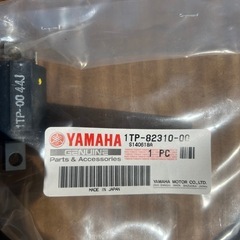 1TP-00 44J
YAMAHA
GENUINE
Parts & Accessories
1TP-82310-00
S140618A
1 PC
MADE IN JAPAN
YAMAHA MOTOR CO., LTD.